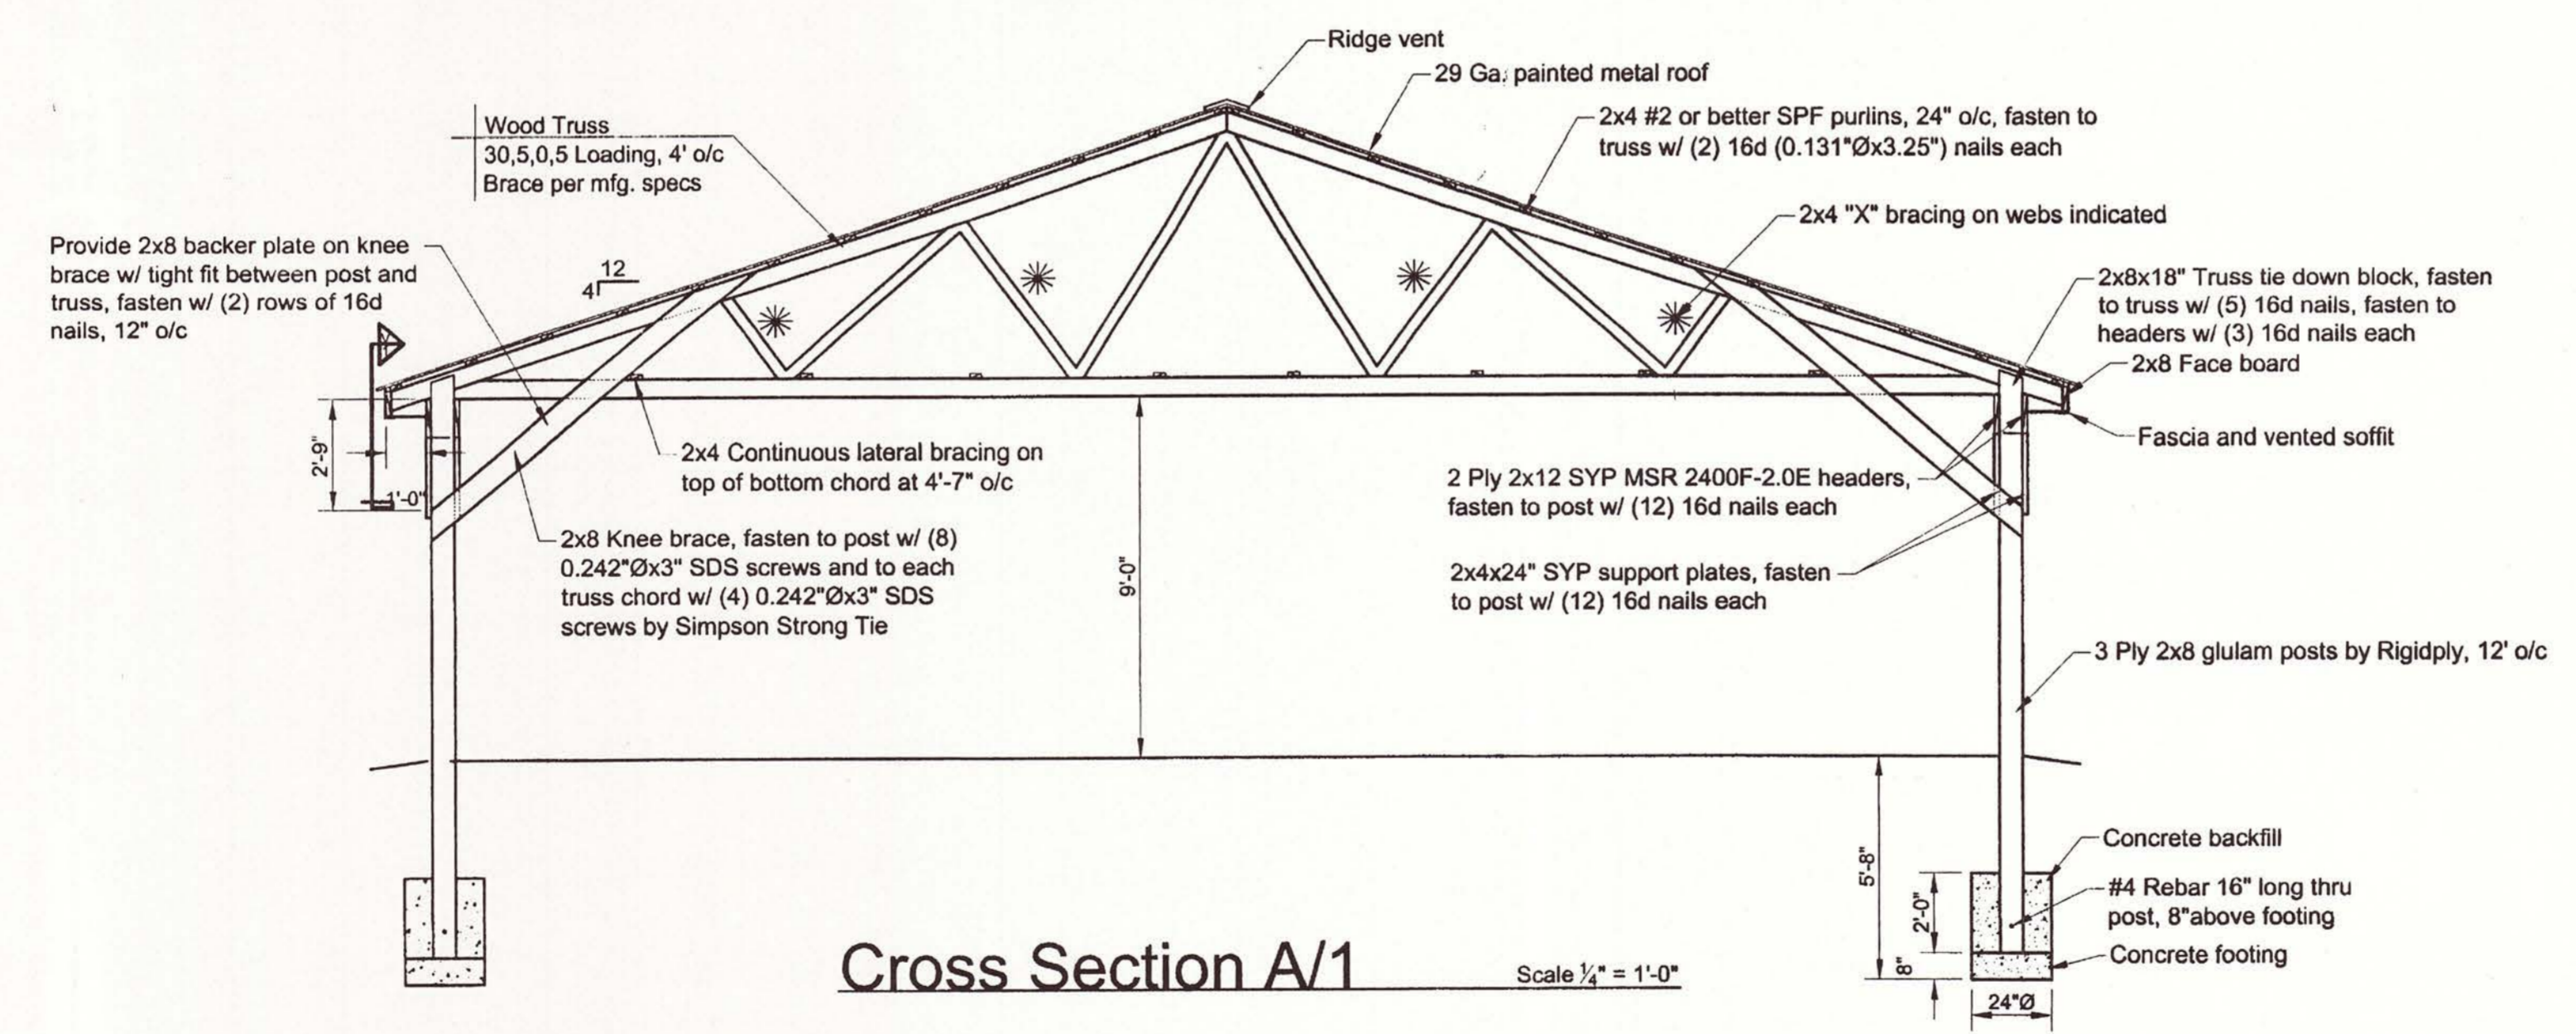 Ridge vent
29 Ga. painted metal roof
2x4 #2 or better SPF purlins, 24" o/c, fasten to
truss w/ (2) 16d (0.131"Øx3.25") nails each
Wood Truss
30,5,0,5 Loading, 4' o/c
Brace per mfg. specs
2x4 "X" bracing on webs indicated
Provide 2x8 backer plate on knee
brace w/ tight fit between post and
truss, fasten w/ (2) rows of 16d
nails, 12" o/c
12
4
2x8x18" Truss tie down block, fasten
to truss w/ (5) 16d nails, fasten to
headers w/ (3) 16d nails each
2x8 Face board
Fascia and vented soffit
2'-9"
1'-0"
2x4 Continuous lateral bracing on
top of bottom chord at 4'-7" o/c
2 Ply 2x12 SYP MSR 2400F-2.0E headers,
fasten to post w/ (12) 16d nails each
2x8 Knee brace, fasten to post w/ (8)
0.242"Øx3" SDS screws and to each
truss chord w/ (4) 0.242"Øx3" SDS
screws by Simpson Strong Tie
9'-0"
2x4x24" SYP support plates, fasten
to post w/ (12) 16d nails each
3 Ply 2x8 glulam posts by Rigidply, 12' o/c
5'-8"
Concrete backfill
2'-0"
#4 Rebar 16" long thru
post, 8"above footing
8"
Concrete footing
24"Ø
Cross Section A/1
Scale ¼" = 1'-0"